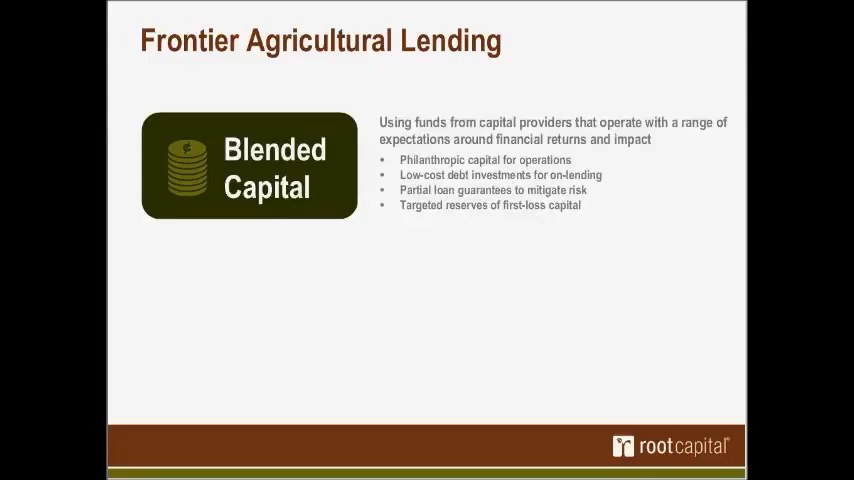 Frontier Agricultural Lending
Blended
Capital
Using funds from capital providers that operate with a range of
expectations around financial returns and impact
• Philanthropic capital for operations
• Low-cost debt investments for on-lending
• Partial loan guarantees to mitigate risk
• Targeted reserves of first-loss capital
rootcapital®